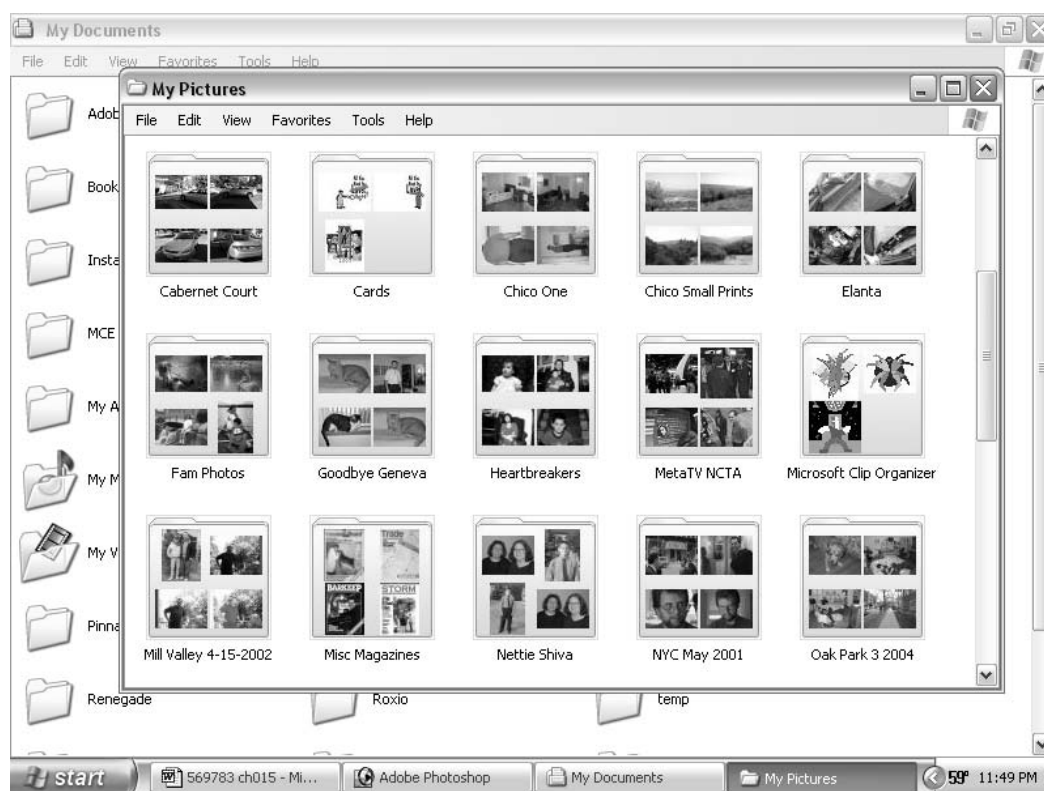 My Documents
File Edit View Favorites Tools Help
My Pictures
File Edit View Favorites Tools Help
Adob
Book
Insta
MCE
My A
My M
My V
Pinna
Cabernet Court Cards Chico One Chico Small Prints Elanta
Fam Photos Goodbye Geneva Heartbreakers MetaTV NCTA Microsoft Clip Organizer
Trade
STORM
Mill Valley 4-15-2002 Misc Magazines Nettie Shiva NYC May 2001 Oak Park 3 2004
Renegade Roxio temp
start 569783 ch015 - Mi... Adobe Photoshop My Documents My Pictures 59° 11:49 PM